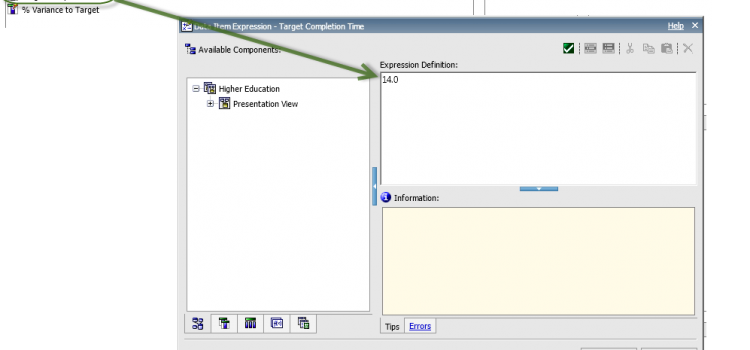 % Variance to Target
Data Item Expression - Target Completion Time
Help
Available Components:
Expression Definition:
14.0
Higher Education
Presentation View
Information:
Tips
Errors